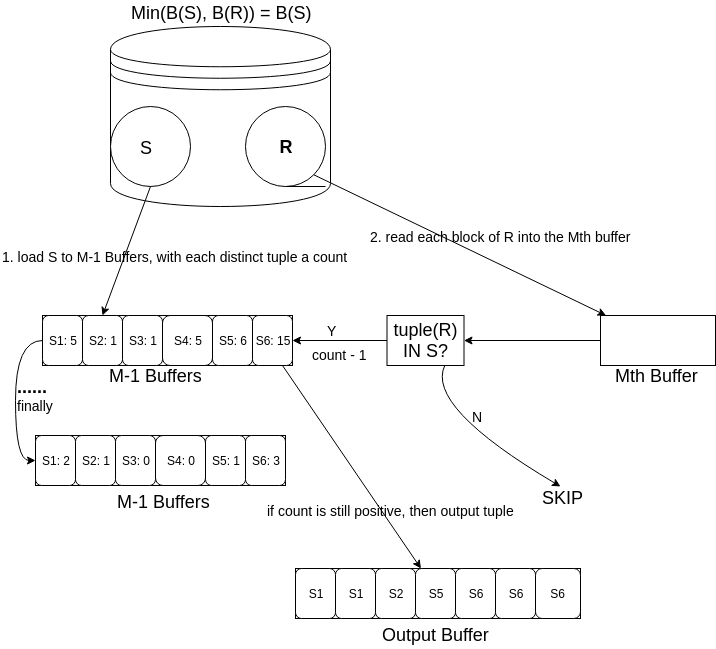 Min(B(S), B(R)) = B(S)
S
R
2. read each block of R into the Mth buffer
1. load S to M-1 Buffers, with each distinct tuple a count
S1: 5
S2: 1
S3: 1
S4: 5
S5: 6
S6: 15
M-1 Buffers
Y
count - 1
tuple(R)
IN S?
Mth Buffer
......
finally
N
S1: 2
S2: 1
S3: 0
S4: 0
S5: 1
S6: 3
M-1 Buffers
SKIP
if count is still positive, then output tuple
S1
S1
S2
S5
S6
S6
S6
Output Buffer